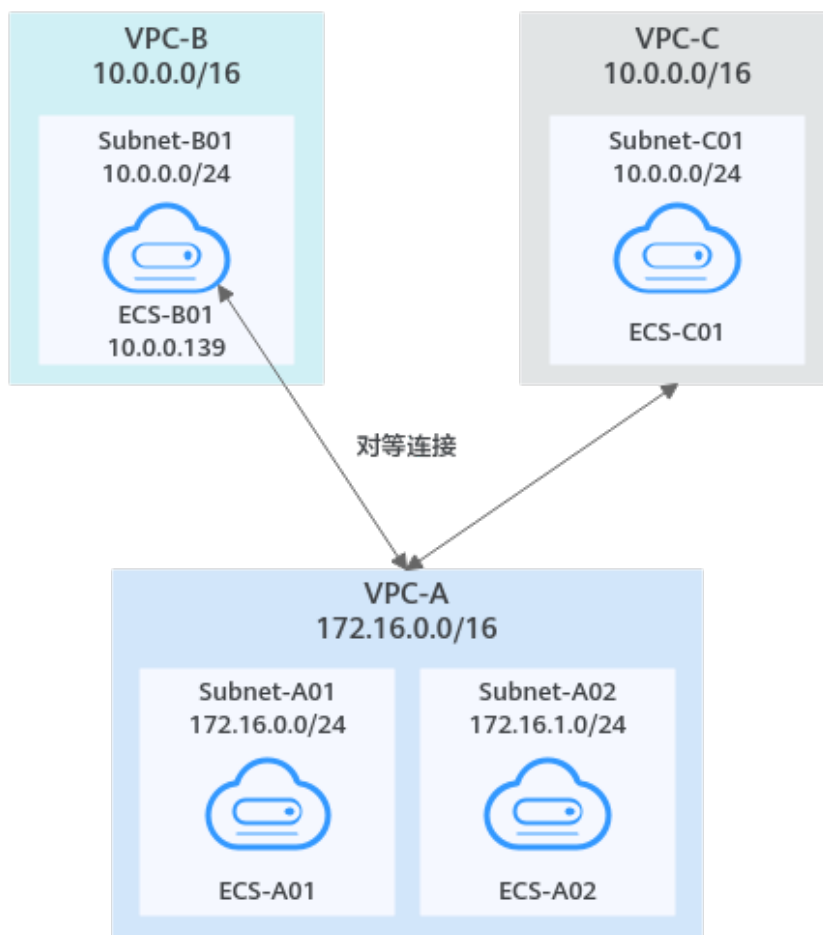 VPC-B
10.0.0.0/16
Subnet-B01
10.0.0.0/24
ECS-B01
10.0.0.139
VPC-C
10.0.0.0/16
Subnet-C01
10.0.0.0/24
ECS-C01
对等连接
VPC-A
172.16.0.0/16
Subnet-A01
172.16.0.0/24
ECS-A01
Subnet-A02
172.16.1.0/24
ECS-A02